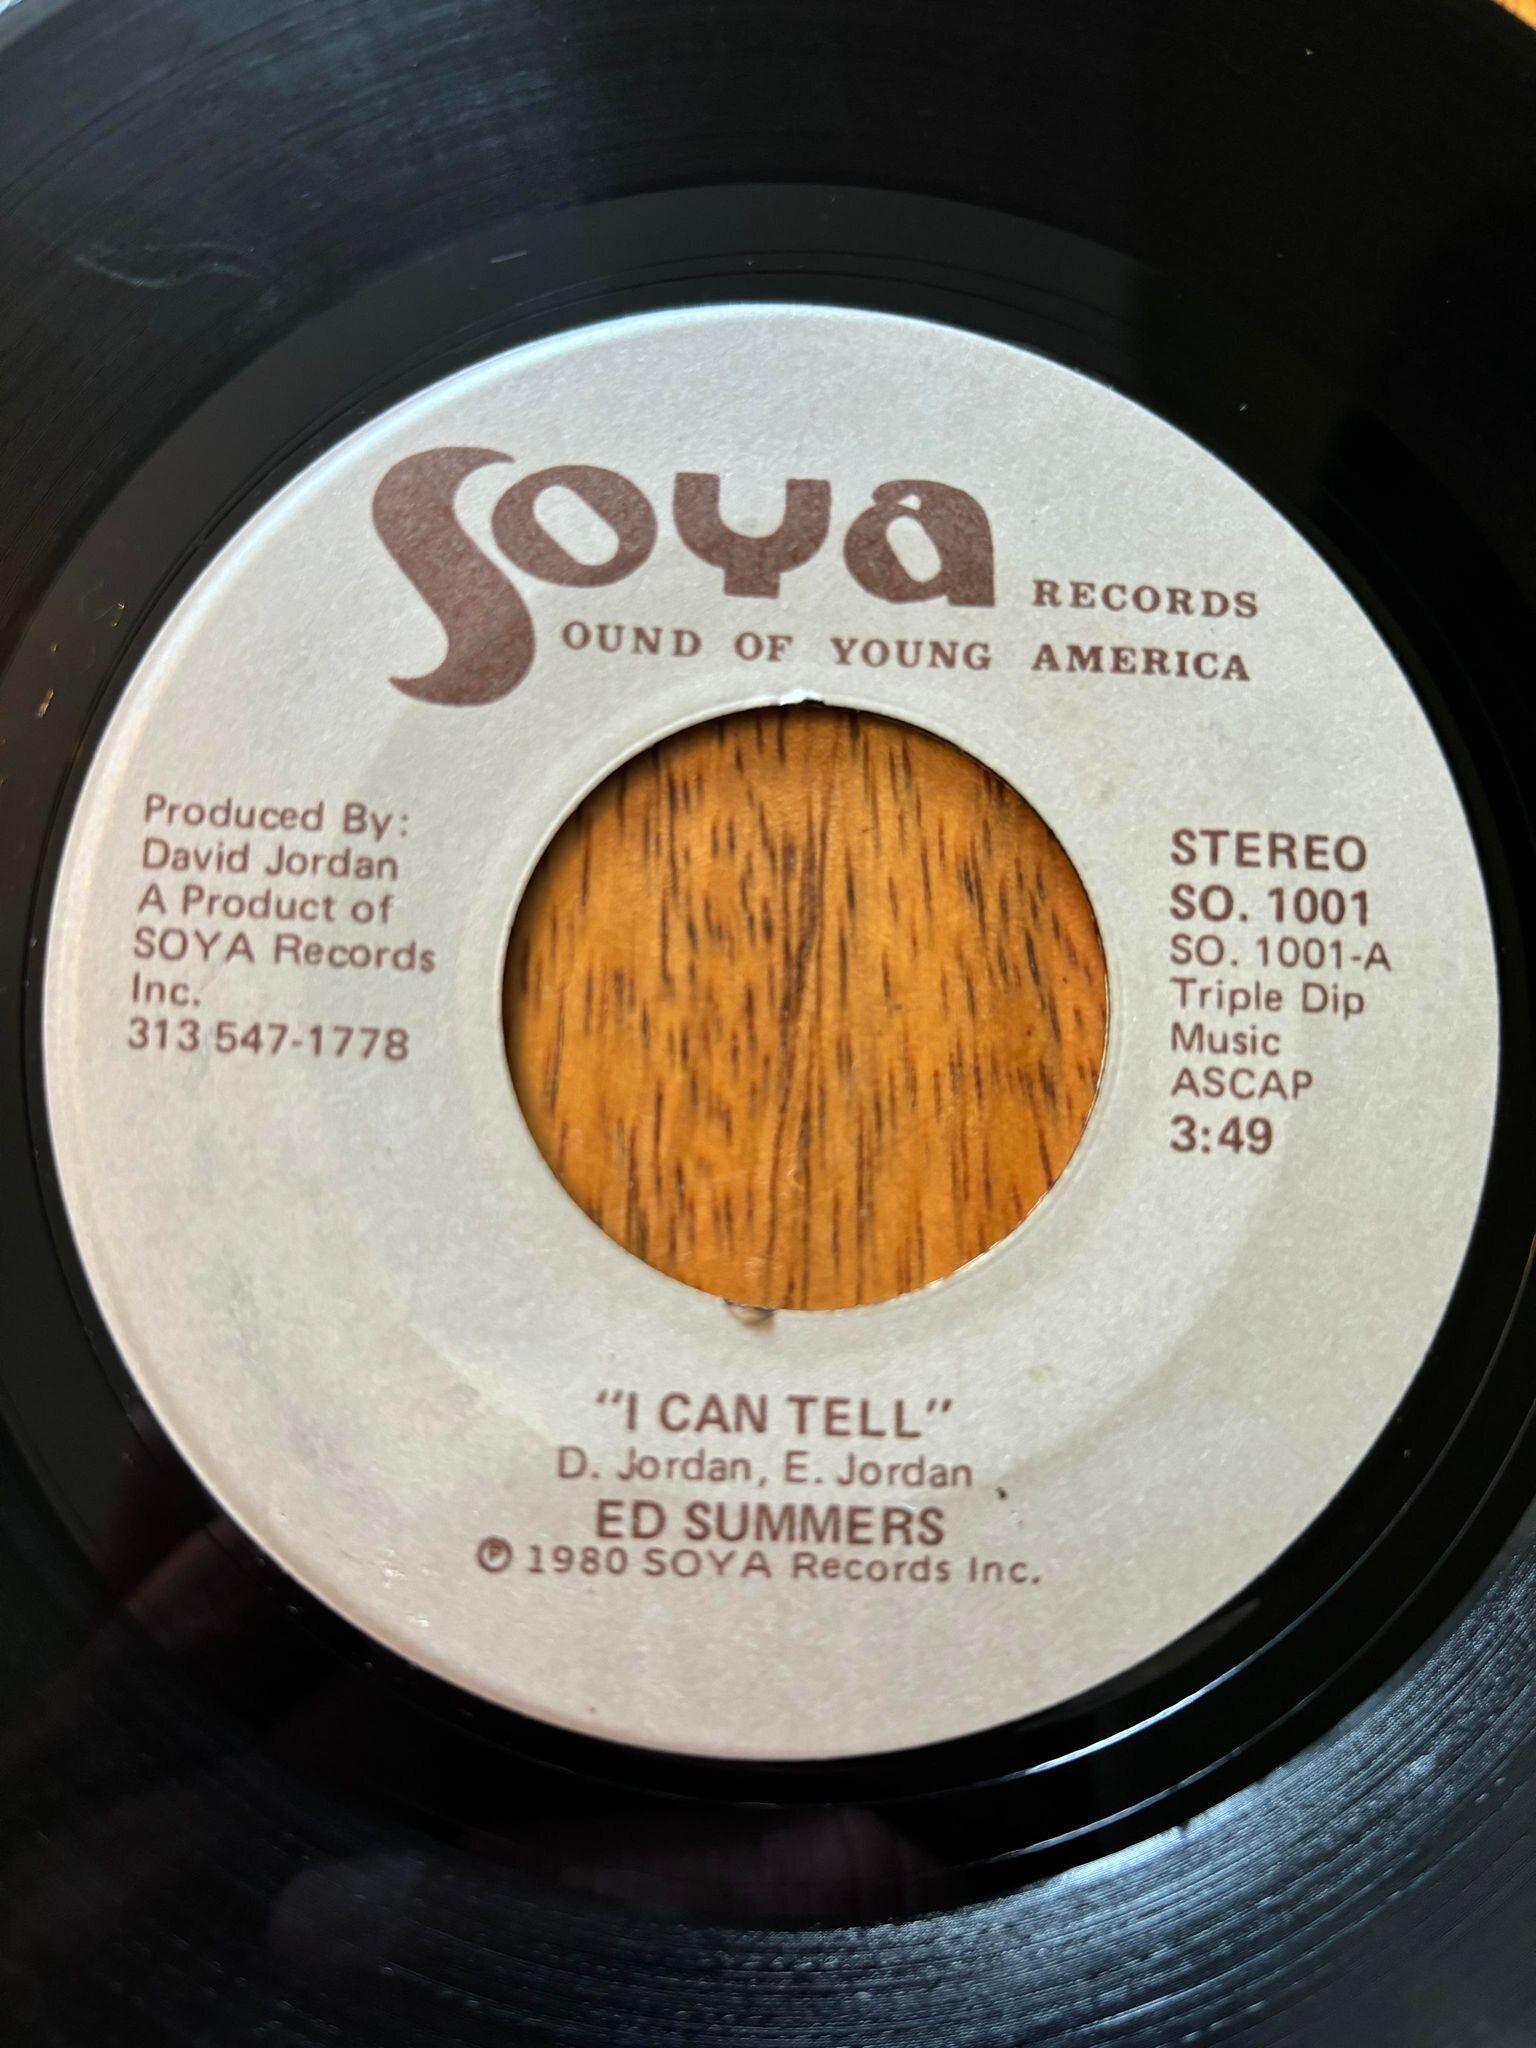 Soya RECORDS
SOUND OF YOUNG AMERICA
Produced By:
David Jordan
A Product of
SOYA Records
Inc.
313 547-1778
STEREO
SO. 1001
SO. 1001-A
Triple Dip
Music
ASCAP
3:49
"I CAN TELL"
D. Jordan, E. Jordan
ED SUMMERS
℗ 1980 SOYA Records Inc.